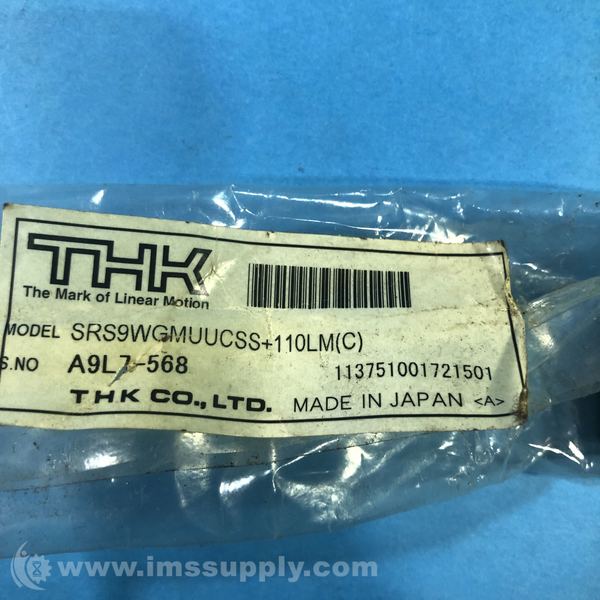 THK
The Mark of Linear Motion
MODEL SRS9WGMUUCSS+110LM(C)
S.NO A9L7-568 113751001721501
THK CO.,LTD. MADE IN JAPAN <A>
www.imssupply.com